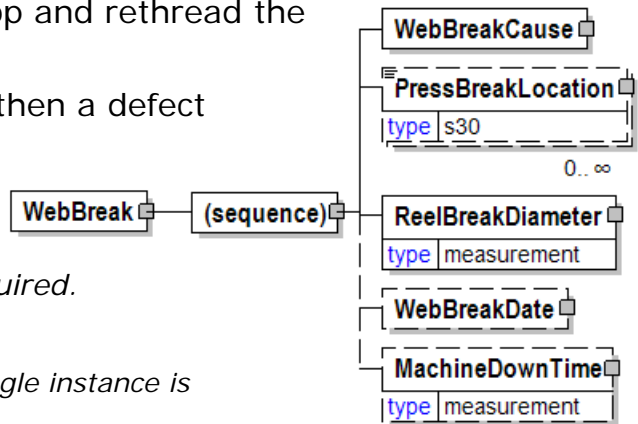 op and rethread the
then a defect
uired.
gle instance is
WebBreak
(sequence)
WebBreakCause
PressBreakLocation
type s30
0.. ∞
ReelBreakDiameter
type measurement
WebBreakDate
MachineDownTime
type measurement